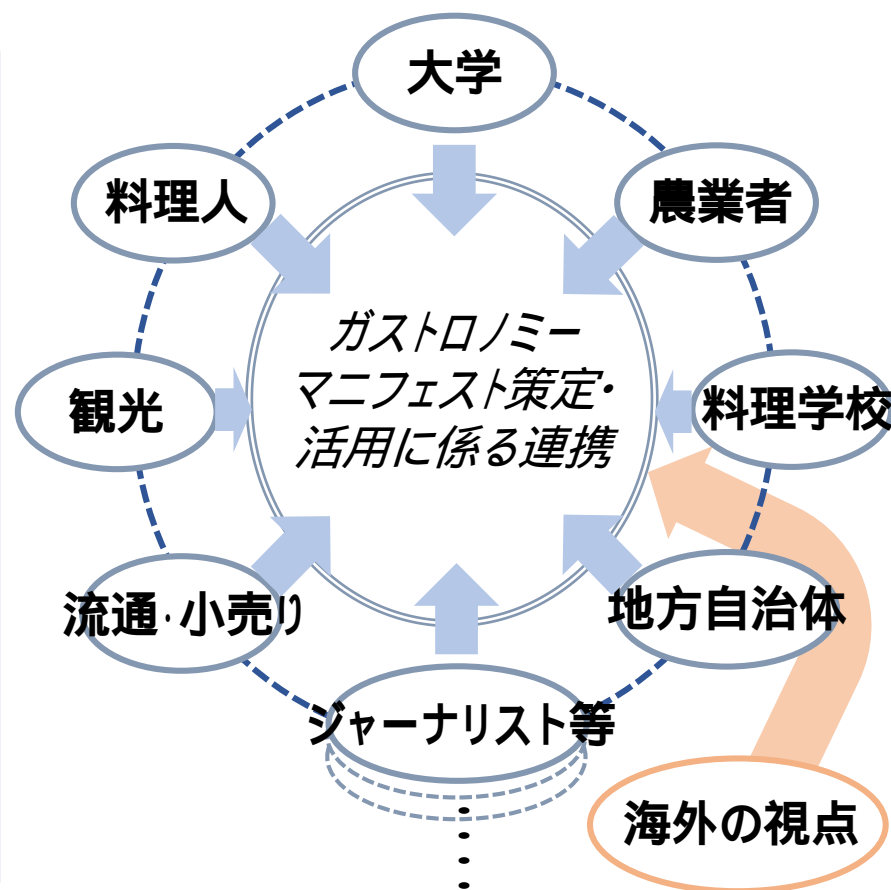 大学
料理人
農業者
ガストロノミー
マニフェスト策定・
活用に係る連携
観光
料理学校
流通・小売り
地方自治体
ジャーナリスト等
海外の視点